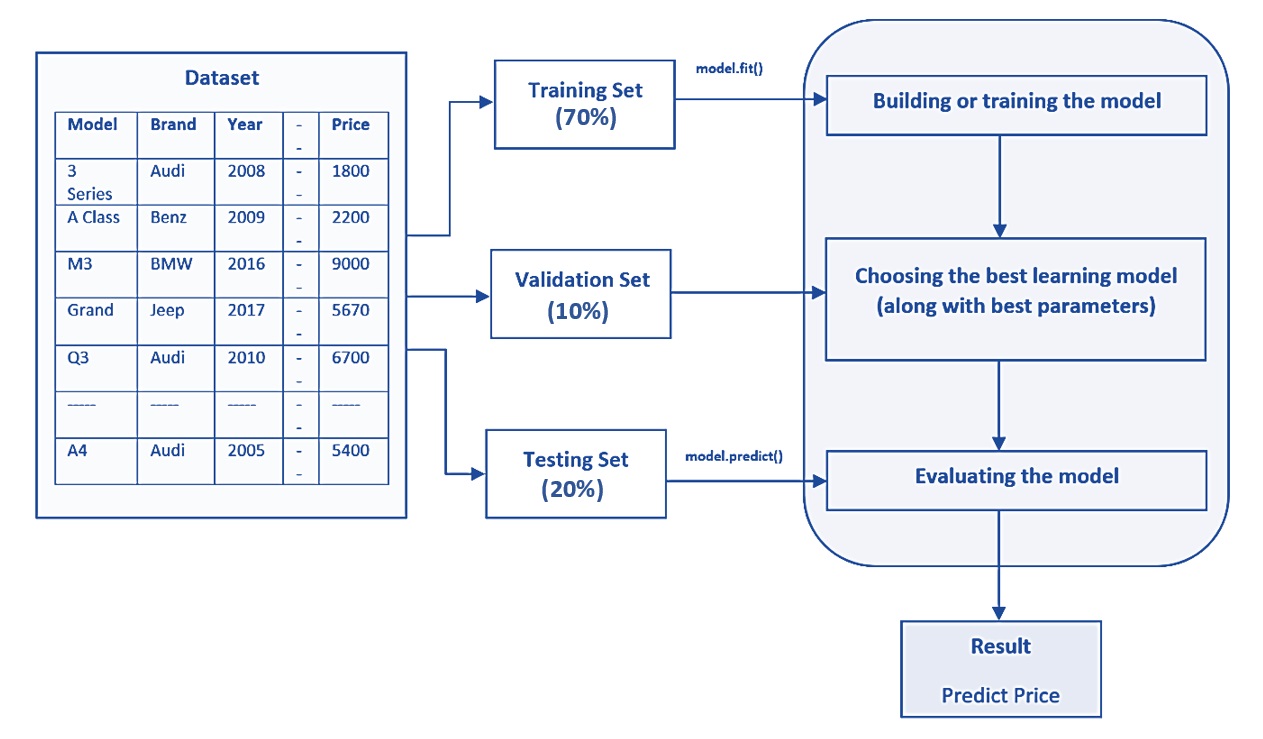 Dataset
Model Brand Year - - Price
3 Series Audi 2008 - - 1800
A Class Benz 2009 - - 2200
M3 BMW 2016 - - 9000
Grand Jeep 2017 - - 5670
Q3 Audi 2010 - - 6700
----- ----- ----- - - -----
A4 Audi 2005 - - 5400
Training Set
(70%)
model.fit()
Building or training the model
Validation Set
(10%)
Choosing the best learning model
(along with best parameters)
Testing Set
(20%)
model.predict()
Evaluating the model
Result
Predict Price